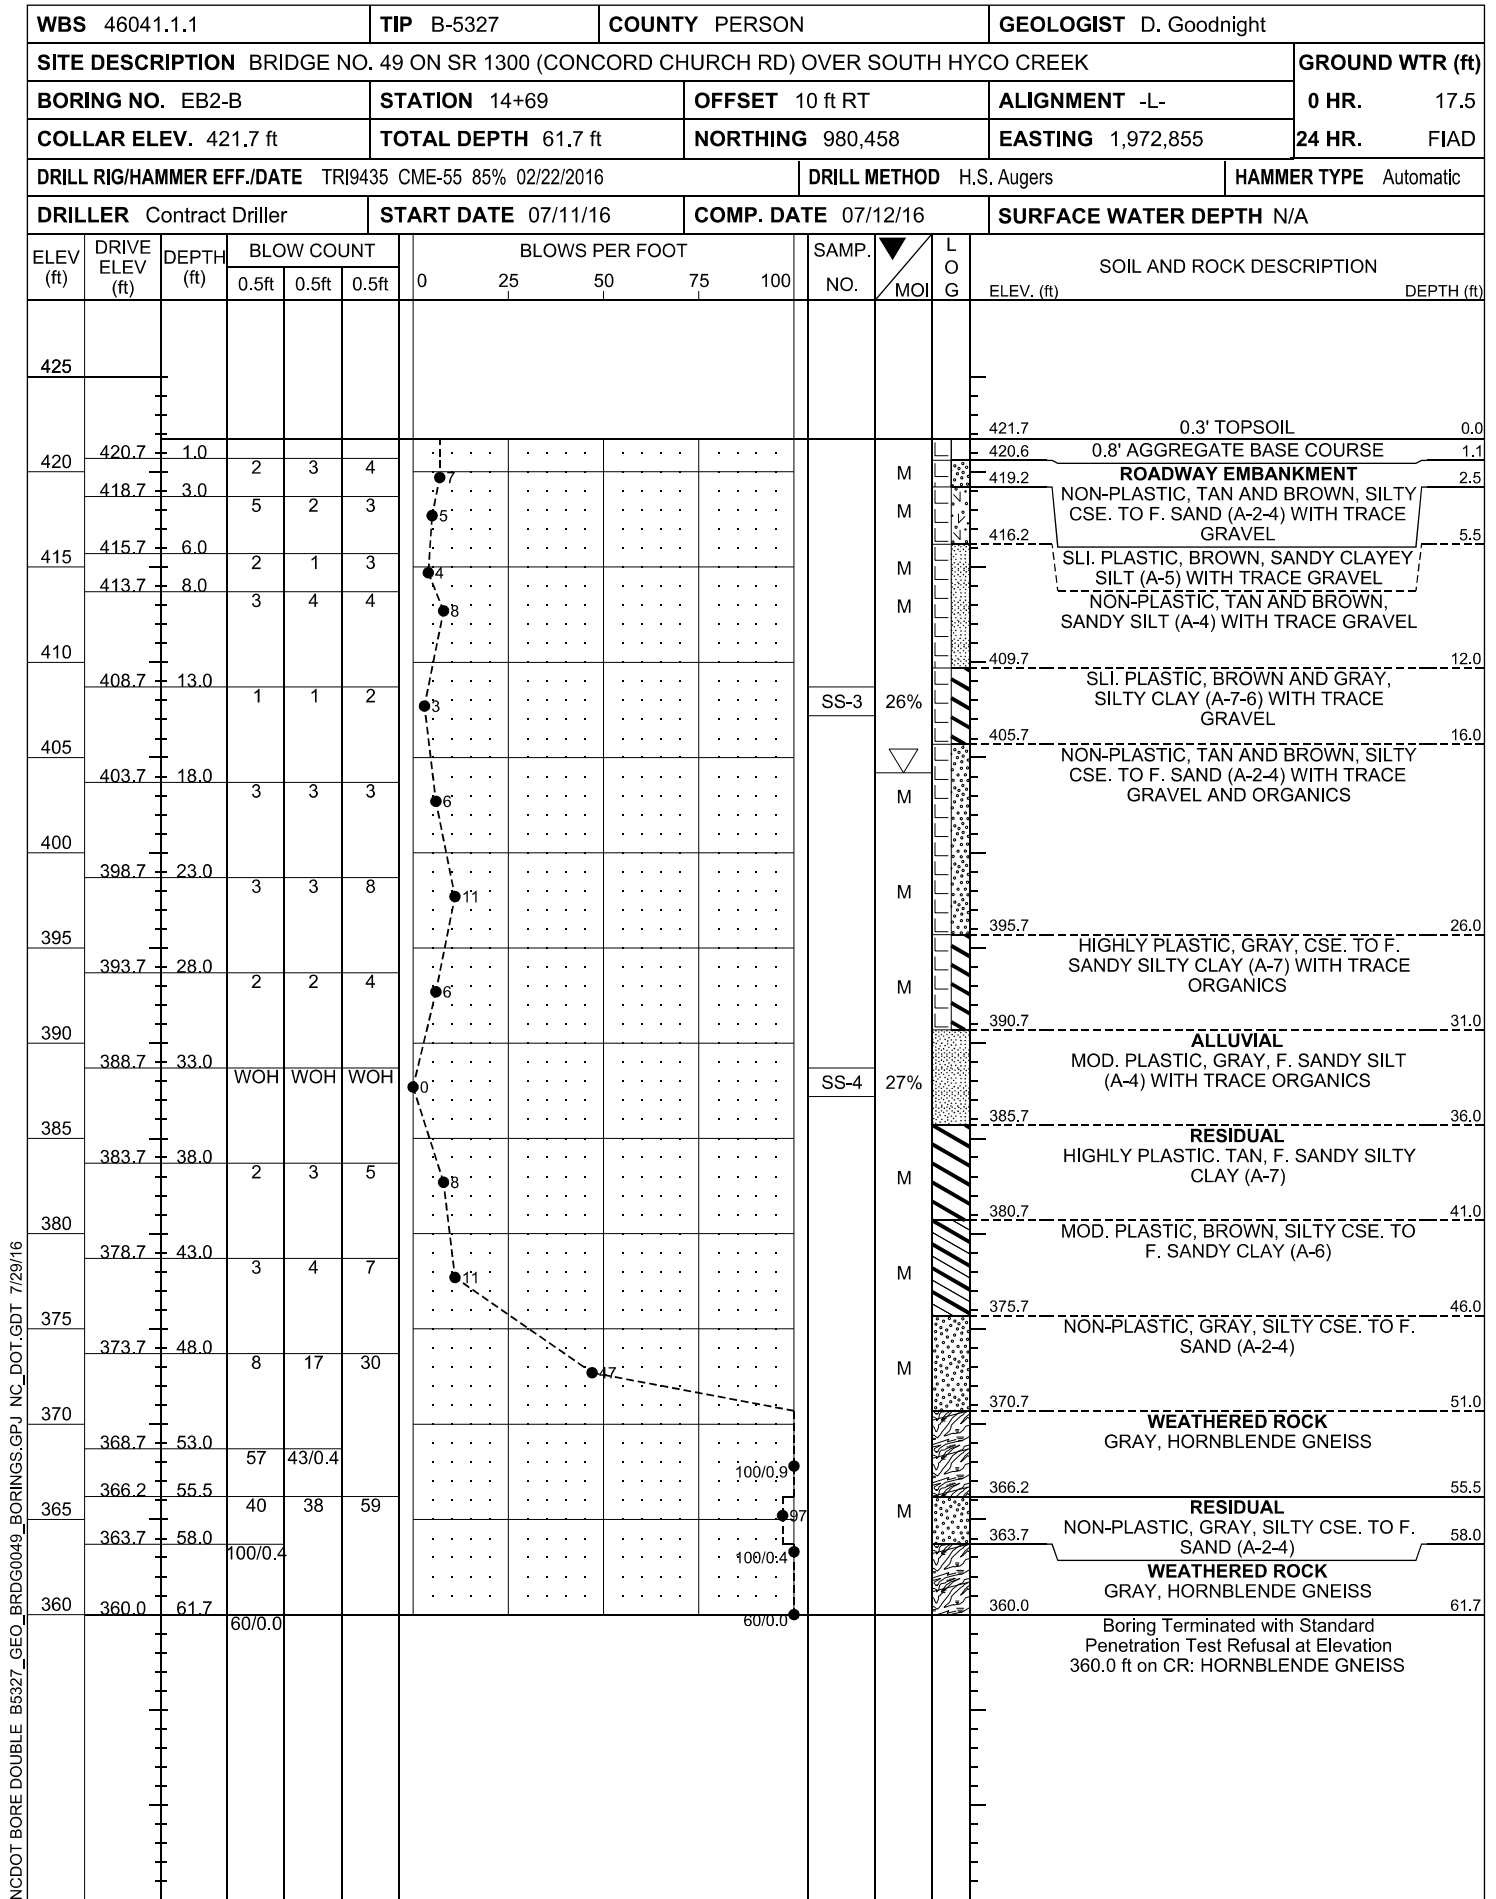 WBS 46041.1.1 TIP B-5327 COUNTY PERSON GEOLOGIST D. Goodnight
SITE DESCRIPTION BRIDGE NO. 49 ON SR 1300 (CONCORD CHURCH RD) OVER SOUTH HYCO CREEK GROUND WTR (ft)
BORING NO. EB2-B STATION 14+69 OFFSET 10 ft RT ALIGNMENT -L- 0 HR. 17.5
COLLAR ELEV. 421.7 ft TOTAL DEPTH 61.7 ft NORTHING 980,458 EASTING 1,972,855 24 HR. FIAD
DRILL RIG/HAMMER EFF./DATE TRI9435 CME-55 85% 02/22/2016 DRILL METHOD H.S. Augers HAMMER TYPE Automatic
DRILLER Contract Driller START DATE 07/11/16 COMP. DATE 07/12/16 SURFACE WATER DEPTH N/A
ELEV (ft) DRIVE ELEV (ft) DEPTH (ft) BLOW COUNT BLOWS PER FOOT SAMP. NO. MOI LOG SOIL AND ROCK DESCRIPTION
0.5ft 0.5ft 0.5ft 0 25 50 75 100 ELEV. (ft) DEPTH (ft)
425
421.7 0.3' TOPSOIL 0.0
420.7 1.0 420.6 0.8' AGGREGATE BASE COURSE 1.1
420 2 3 4 7 M 419.2 ROADWAY EMBANKMENT 2.5
418.7 3.0 NON-PLASTIC, TAN AND BROWN, SILTY
5 2 3 5 M CSE. TO F. SAND (A-2-4) WITH TRACE
416.2 GRAVEL 5.5
415.7 6.0
415 2 1 3 4 M SLI. PLASTIC, BROWN, SANDY CLAYEY
413.7 8.0 SILT (A-5) WITH TRACE GRAVEL
3 4 4 8 M NON-PLASTIC, TAN AND BROWN,
SANDY SILT (A-4) WITH TRACE GRAVEL
410 409.7 12.0
408.7 13.0 SLI. PLASTIC, BROWN AND GRAY,
1 1 2 3 SS-3 26% SILTY CLAY (A-7-6) WITH TRACE
GRAVEL
405.7 16.0
405 NON-PLASTIC, TAN AND BROWN, SILTY
403.7 18.0 CSE. TO F. SAND (A-2-4) WITH TRACE
3 3 3 6 M GRAVEL AND ORGANICS
400
398.7 23.0
3 3 8 11 M
395.7 26.0
395 HIGHLY PLASTIC, GRAY, CSE. TO F.
393.7 28.0 SANDY SILTY CLAY (A-7) WITH TRACE
2 2 4 6 M ORGANICS
390.7 31.0
390 ALLUVIAL
388.7 33.0 MOD. PLASTIC, GRAY, F. SANDY SILT
WOH WOH WOH 0 SS-4 27% (A-4) WITH TRACE ORGANICS
385.7 36.0
385 RESIDUAL
383.7 38.0 HIGHLY PLASTIC. TAN, F. SANDY SILTY
2 3 5 8 M CLAY (A-7)
380.7 41.0
380 MOD. PLASTIC, BROWN, SILTY CSE. TO
378.7 43.0 F. SANDY CLAY (A-6)
3 4 7 11 M
375.7 46.0
375 NON-PLASTIC, GRAY, SILTY CSE. TO F.
373.7 48.0 SAND (A-2-4)
8 17 30 47 M
370.7 51.0
370 WEATHERED ROCK
368.7 53.0 GRAY, HORNBLENDE GNEISS
57 43/0.4 100/0.9
366.2 55.5 366.2 55.5
365 40 38 59 97 M RESIDUAL
363.7 58.0 363.7 NON-PLASTIC, GRAY, SILTY CSE. TO F. 58.0
SAND (A-2-4)
100/0.4 100/0.4 WEATHERED ROCK
GRAY, HORNBLENDE GNEISS
360 360.0 61.7 360.0 61.7
60/0.0 60/0.0 Boring Terminated with Standard
Penetration Test Refusal at Elevation
360.0 ft on CR: HORNBLENDE GNEISS
NCDOT BORE DOUBLE B5327_GEO_BRDG0049_BORINGS.GPJ NC_DOT.GDT 7/29/16